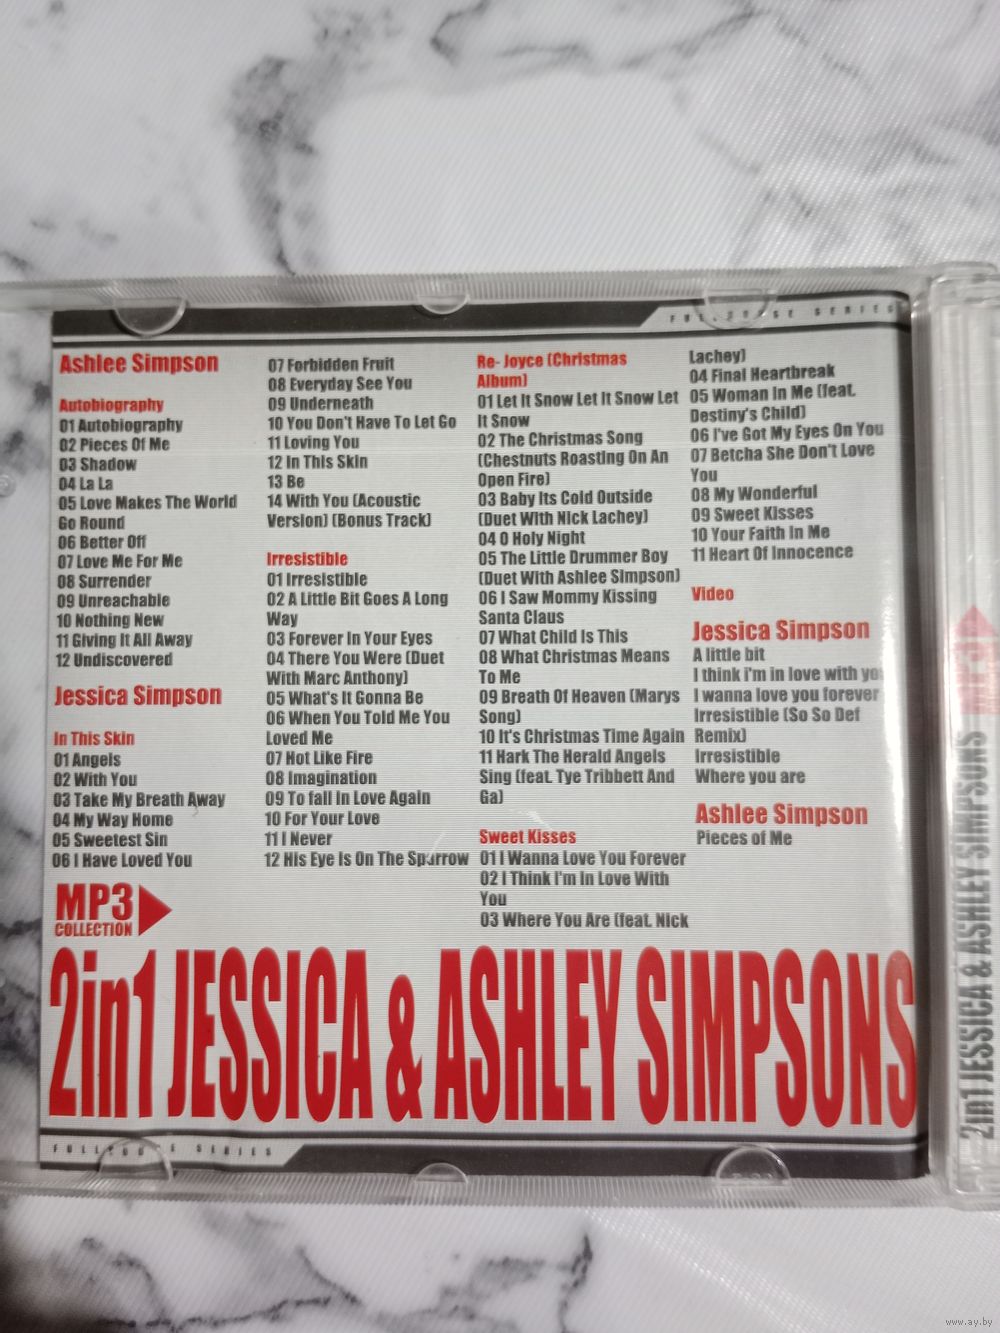 FULLHOUSE SERIES
Ashlee Simpson
Autobiography
01 Autobiography
02 Pieces Of Me
03 Shadow
04 La La
05 Love Makes The World
Go Round
06 Better Off
07 Love Me For Me
08 Surrender
09 Unreachable
10 Nothing New
11 Giving It All Away
12 Undiscovered
Jessica Simpson
In This Skin
01 Angels
02 With You
03 Take My Breath Away
04 My Way Home
05 Sweetest Sin
06 I Have Loved You
07 Forbidden Fruit
08 Everyday See You
09 Underneath
10 You Don't Have To Let Go
11 Loving You
12 In This Skin
13 Be
14 With You (Acoustic
Version) (Bonus Track)
Irresistible
01 Irresistible
02 A Little Bit Goes A Long
Way
03 Forever In Your Eyes
04 There You Were (Duet
With Marc Anthony)
05 What's It Gonna Be
06 When You Told Me You
Loved Me
07 Hot Like Fire
08 Imagination
09 To fall In Love Again
10 For Your Love
11 I Never
12 His Eye Is On The Sparrow
Re- Joyce (Christmas
Album)
01 Let It Snow Let It Snow Let
It Snow
02 The Christmas Song
(Chestnuts Roasting On An
Open Fire)
03 Baby Its Cold Outside
(Duet With Nick Lachey)
04 O Holy Night
05 The Little Drummer Boy
(Duet With Ashlee Simpson)
06 I Saw Mommy Kissing
Santa Claus
07 What Child Is This
08 What Christmas Means
To Me
09 Breath Of Heaven (Marys
Song)
10 It's Christmas Time Again
11 Hark The Herald Angels
Sing (feat. Tye Tribbett And
Ga)
Sweet Kisses
01 I Wanna Love You Forever
02 I Think I'm In Love With
You
03 Where You Are (feat. Nick
Lachey)
04 Final Heartbreak
05 Woman In Me (feat.
Destiny's Child)
06 I've Got My Eyes On You
07 Betcha She Don't Love
You
08 My Wonderful
09 Sweet Kisses
10 Your Faith In Me
11 Heart Of Innocence
Video
Jessica Simpson
A little bit
I think i'm in love with you
I wanna love you forever
Irresistible (So So Def
Remix)
Irresistible
Where you are
Ashlee Simpson
Pieces of Me
MP3
COLLECTION
2in1 JESSICA & ASHLEY SIMPSONS
FULLHOUSE SERIES
MP3
2in1 JESSICA & ASHLEY SIMPSONS
www.ay.by